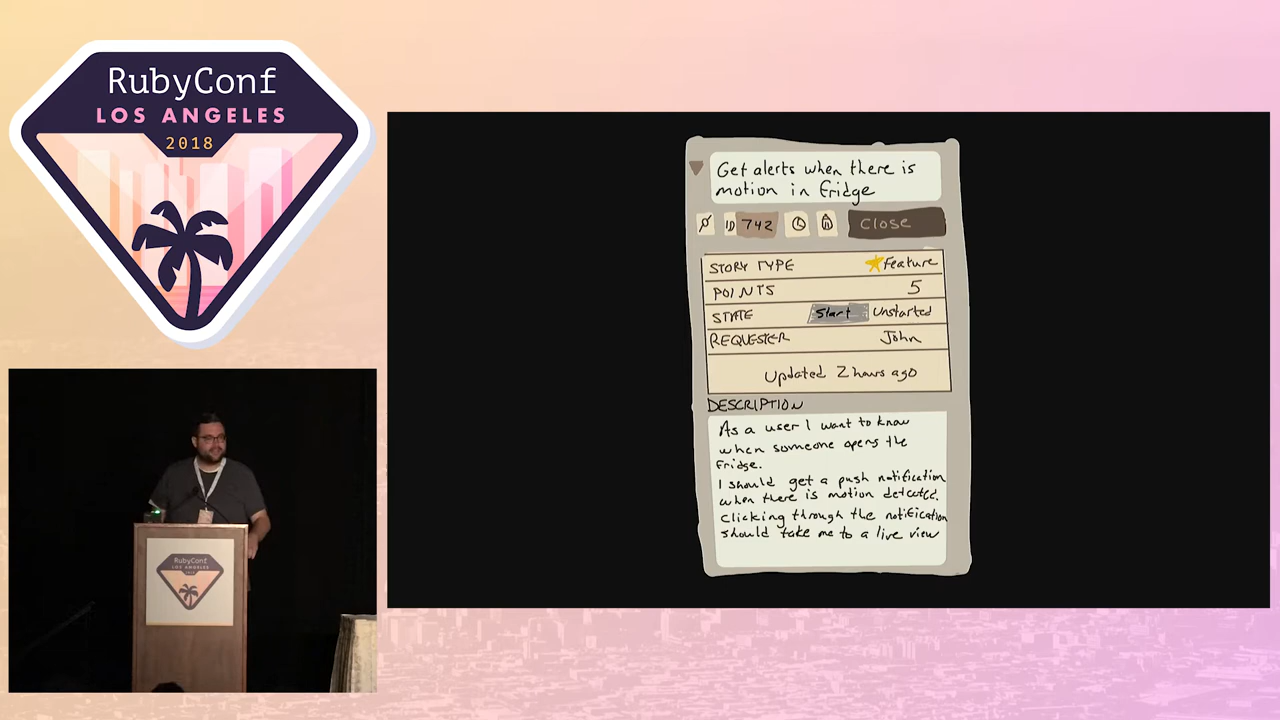 RubyConf
LOS ANGELES
2018
Get alerts when there is
motion in fridge
ID 742
Close
STORY TYPE Feature
POINTS 5
STATE Start Unstarted
REQUESTER John
Updated 2 hours ago
DESCRIPTION
As a user I want to know
when someone opens the
fridge.
I should get a push notification
when there is motion detected.
Clicking through the notification
should take me to a live view
RubyConf
LOS ANGELES